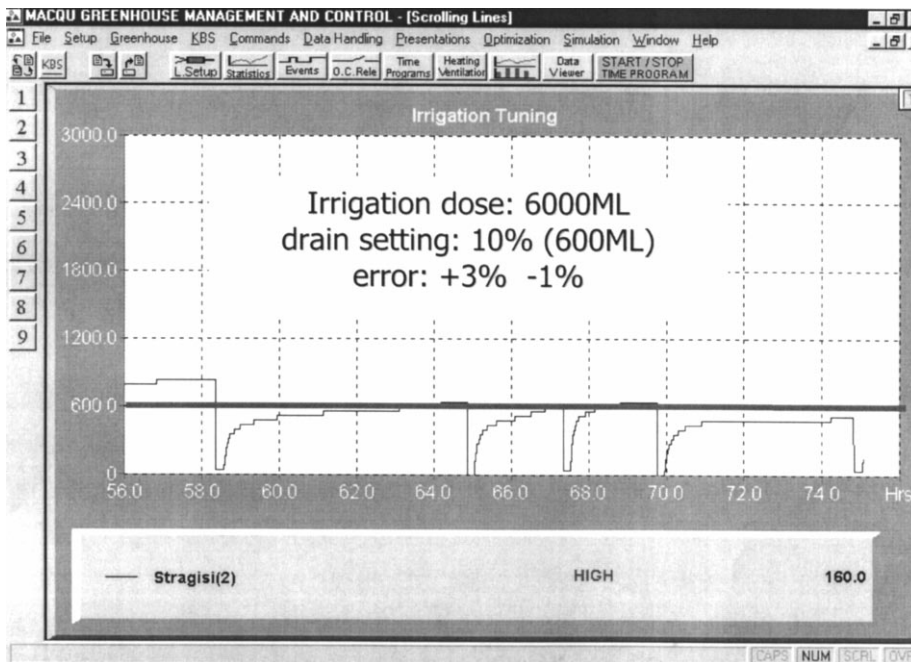 MACQU GREENHOUSE MANAGEMENT AND CONTROL - [Scrolling Lines]
File Setup Greenhouse KBS Commands Data Handling Presentations Optimization Simulation Window Help
KBS L.Setup Statistics Events O.C.Rele Time Programs Heating Ventilation Data Viewer START / STOP TIME PROGRAM
1
2
3
4
5
6
7
8
9
Irrigation Tuning
3000.0
2400.0
1800.0
1200.0
600.0
0
Irrigation dose: 6000ML
drain setting: 10% (600ML)
error: +3% -1%
56.0 58.0 60.0 62.0 64.0 66.0 68.0 70.0 72.0 74.0 Hrs
Stragisi(2) HIGH 160.0
CAPS NUM SCRL OVR